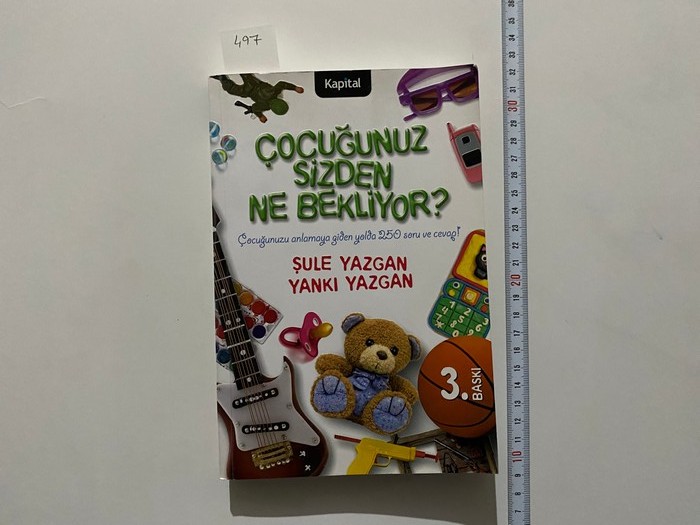 497
Kapital
ÇOCUĞUNUZ
SİZDEN
NE BEKLİYOR?
Çocuğunuzu anlamaya giden yolda 250 soru ve cevap!
ŞULE YAZGAN
YANKI YAZGAN
3.
BASKI